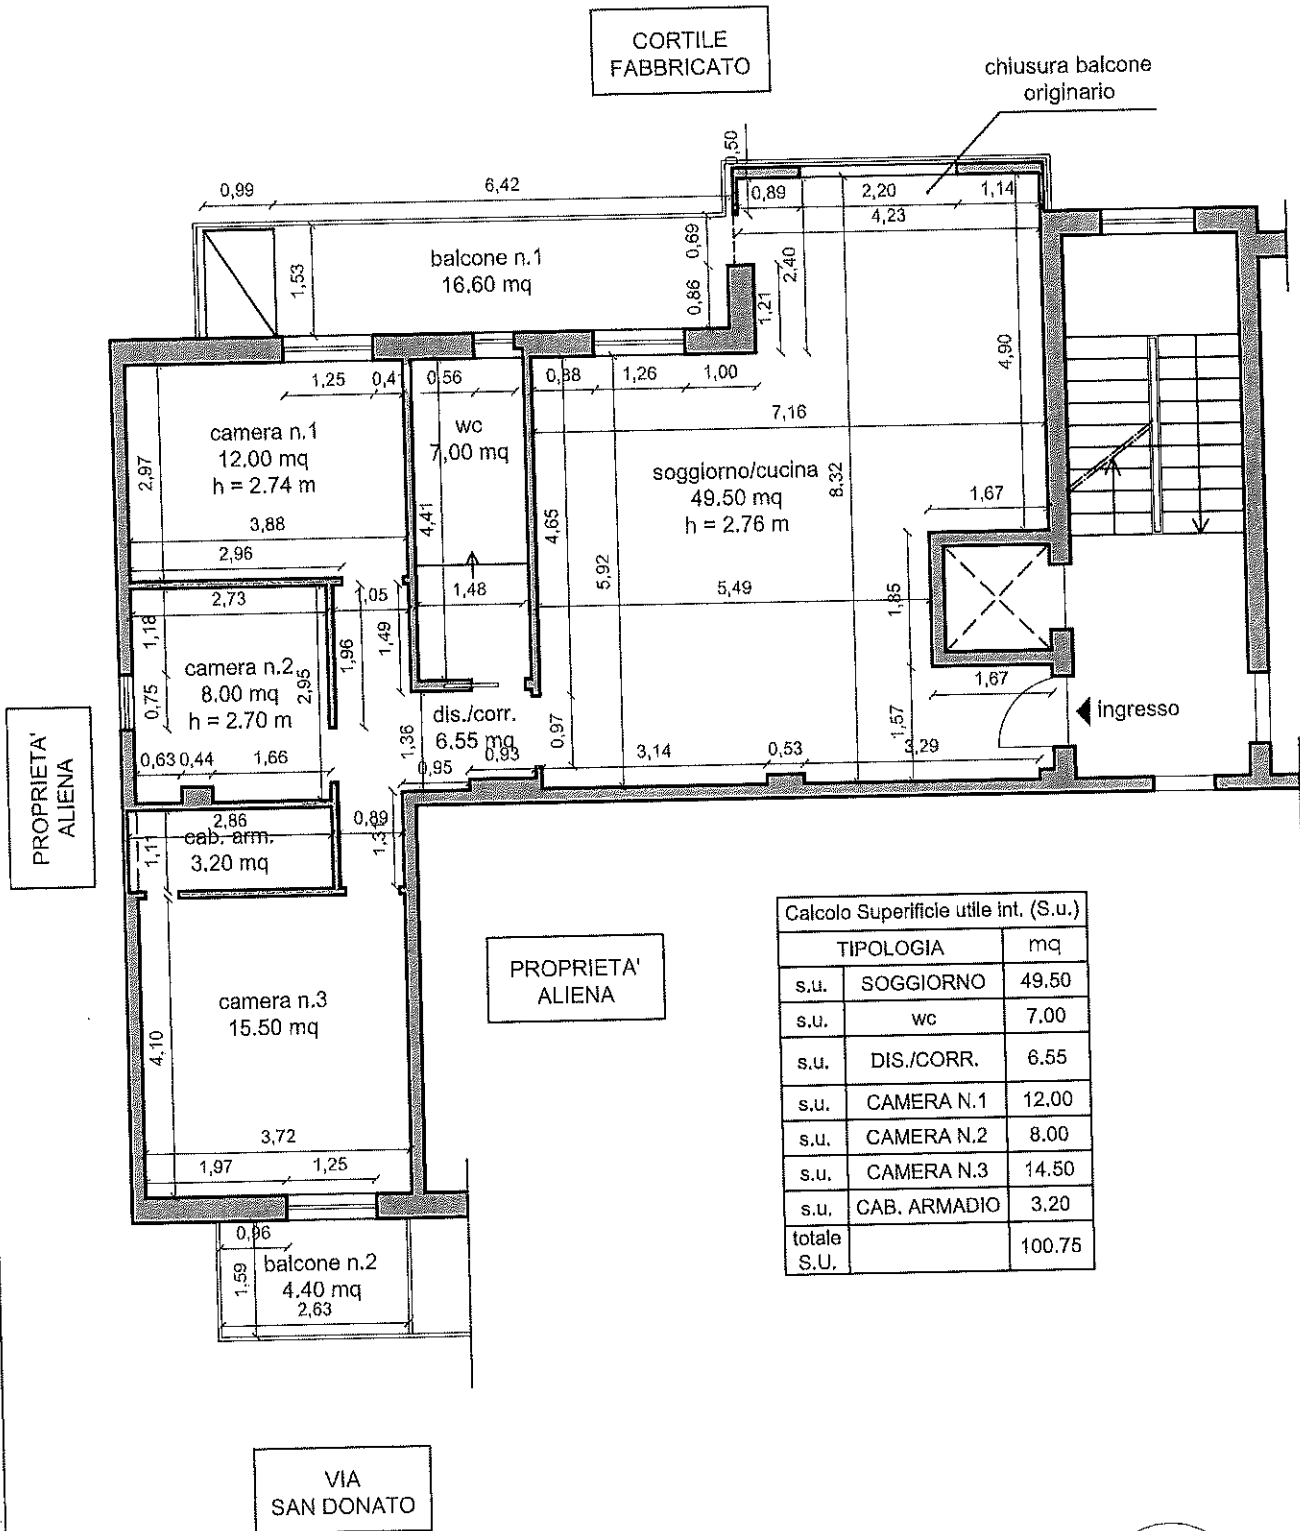 CORTILE
FABBRICATO
chiusura balcone
originario
,50
0,99
6,42
0,89
2,20
1,14
4,23
balcone n.1
16.60 mq
1,53
0,69
0,86
2,40
1,21
4,90
1,25
0,41
0,56
0,88
1,26
1,00
7,16
camera n.1
12.00 mq
h = 2.74 m
wc
7,00 mq
soggiorno/cucina
49.50 mq
h = 2.76 m
2,97
4,41
4,65
5,92
8,32
1,67
3,88
2,96
2,73
1,05
1,48
5,49
1,85
1,18
1,96
1,49
camera n.2
8.00 mq
h = 2.70 m
2,95
0,75
1,67
dis./corr.
6.55 mq
ingresso
1,36
0,97
1,57
0,63
0,44
1,66
0,95
0,93
3,14
0,53
3,29
PROPRIETA'
ALIENA
2,86
0,89
cab. arm.
3.20 mq
1,11
1,31
camera n.3
15.50 mq
4,10
PROPRIETA'
ALIENA
3,72
1,97
1,25
0,96
balcone n.2
4.40 mq
1,59
2,63
Calcolo Superificie utile int. (S.u.)
TIPOLOGIA mq
s.u. SOGGIORNO 49.50
s.u. wc 7.00
s.u. DIS./CORR. 6.55
s.u. CAMERA N.1 12.00
s.u. CAMERA N.2 8.00
s.u. CAMERA N.3 14.50
s.u. CAB. ARMADIO 3.20
totale
S.U. 100.75
VIA
SAN DONATO